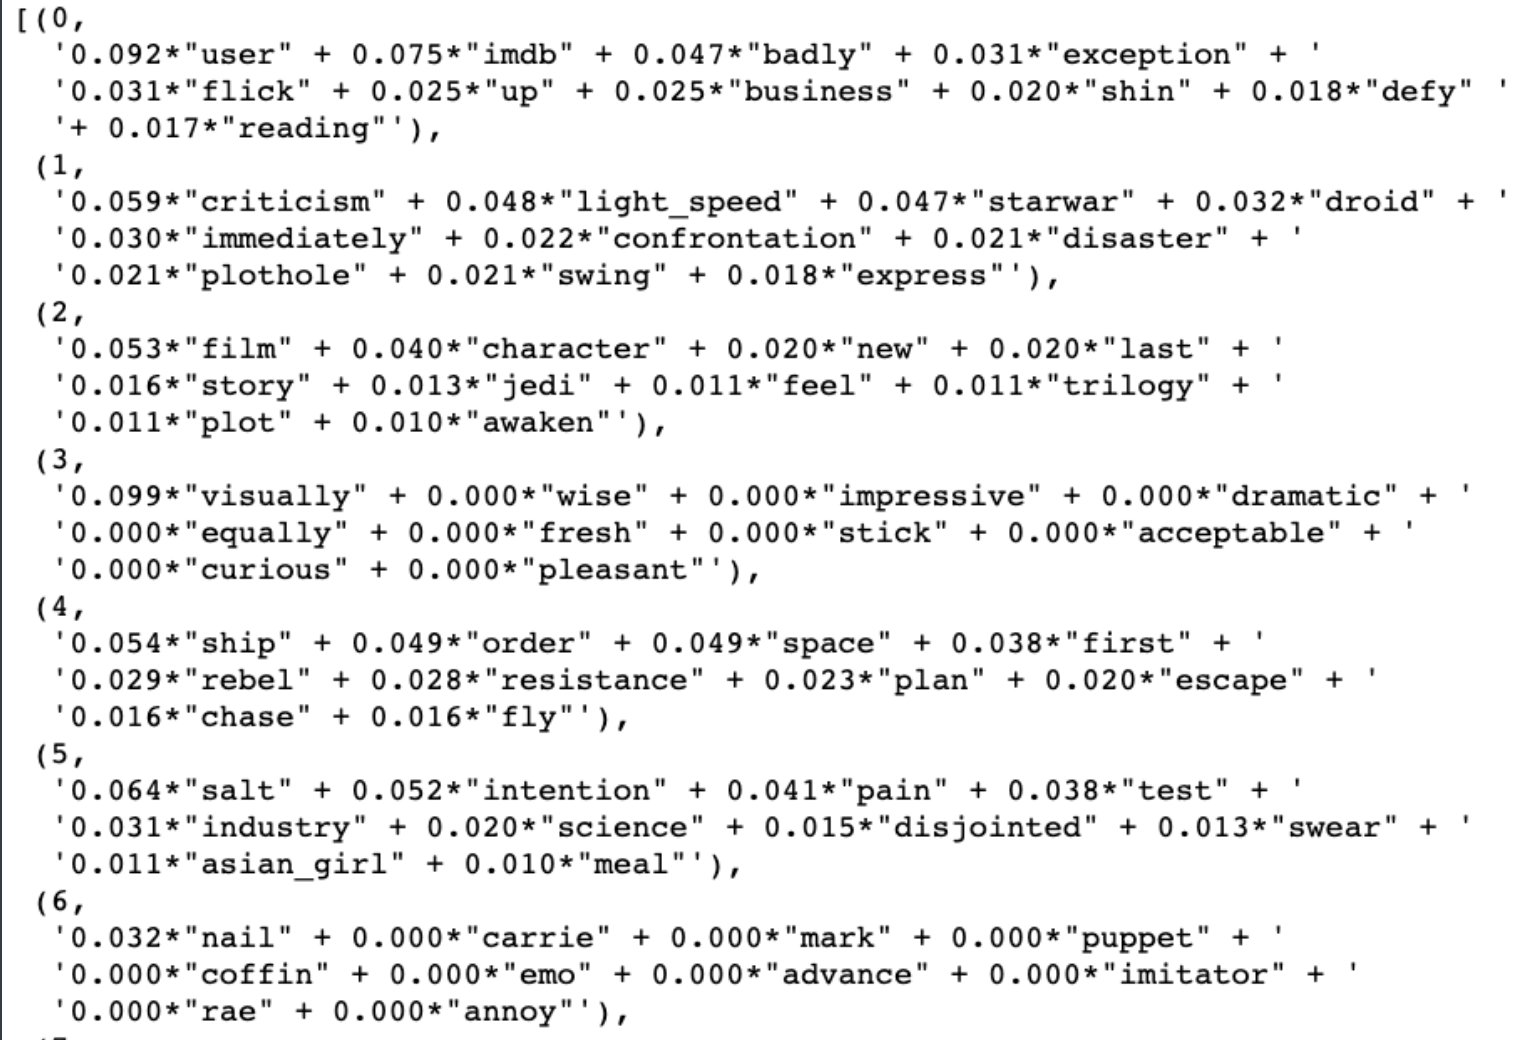 [(0,
'0.092*"user" + 0.075*"imdb" + 0.047*"badly" + 0.031*"exception" + '
'0.031*"flick" + 0.025*"up" + 0.025*"business" + 0.020*"shin" + 0.018*"defy" '
'+ 0.017*"reading"'),
(1,
'0.059*"criticism" + 0.048*"light_speed" + 0.047*"starwar" + 0.032*"droid" + '
'0.030*"immediately" + 0.022*"confrontation" + 0.021*"disaster" + '
'0.021*"plothole" + 0.021*"swing" + 0.018*"express"'),
(2,
'0.053*"film" + 0.040*"character" + 0.020*"new" + 0.020*"last" + '
'0.016*"story" + 0.013*"jedi" + 0.011*"feel" + 0.011*"trilogy" + '
'0.011*"plot" + 0.010*"awaken"'),
(3,
'0.099*"visually" + 0.000*"wise" + 0.000*"impressive" + 0.000*"dramatic" + '
'0.000*"equally" + 0.000*"fresh" + 0.000*"stick" + 0.000*"acceptable" + '
'0.000*"curious" + 0.000*"pleasant"'),
(4,
'0.054*"ship" + 0.049*"order" + 0.049*"space" + 0.038*"first" + '
'0.029*"rebel" + 0.028*"resistance" + 0.023*"plan" + 0.020*"escape" + '
'0.016*"chase" + 0.016*"fly"'),
(5,
'0.064*"salt" + 0.052*"intention" + 0.041*"pain" + 0.038*"test" + '
'0.031*"industry" + 0.020*"science" + 0.015*"disjointed" + 0.013*"swear" + '
'0.011*"asian_girl" + 0.010*"meal"'),
(6,
'0.032*"nail" + 0.000*"carrie" + 0.000*"mark" + 0.000*"puppet" + '
'0.000*"coffin" + 0.000*"emo" + 0.000*"advance" + 0.000*"imitator" + '
'0.000*"rae" + 0.000*"annoy"'),